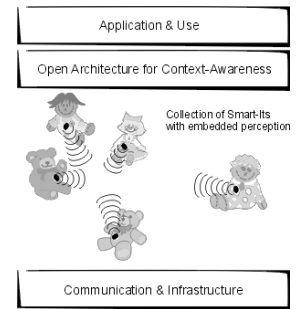 Application & Use
Open Architecture for Context-Awareness
Collection of Smart-Its
with embedded perception
Communication & Infrastructure